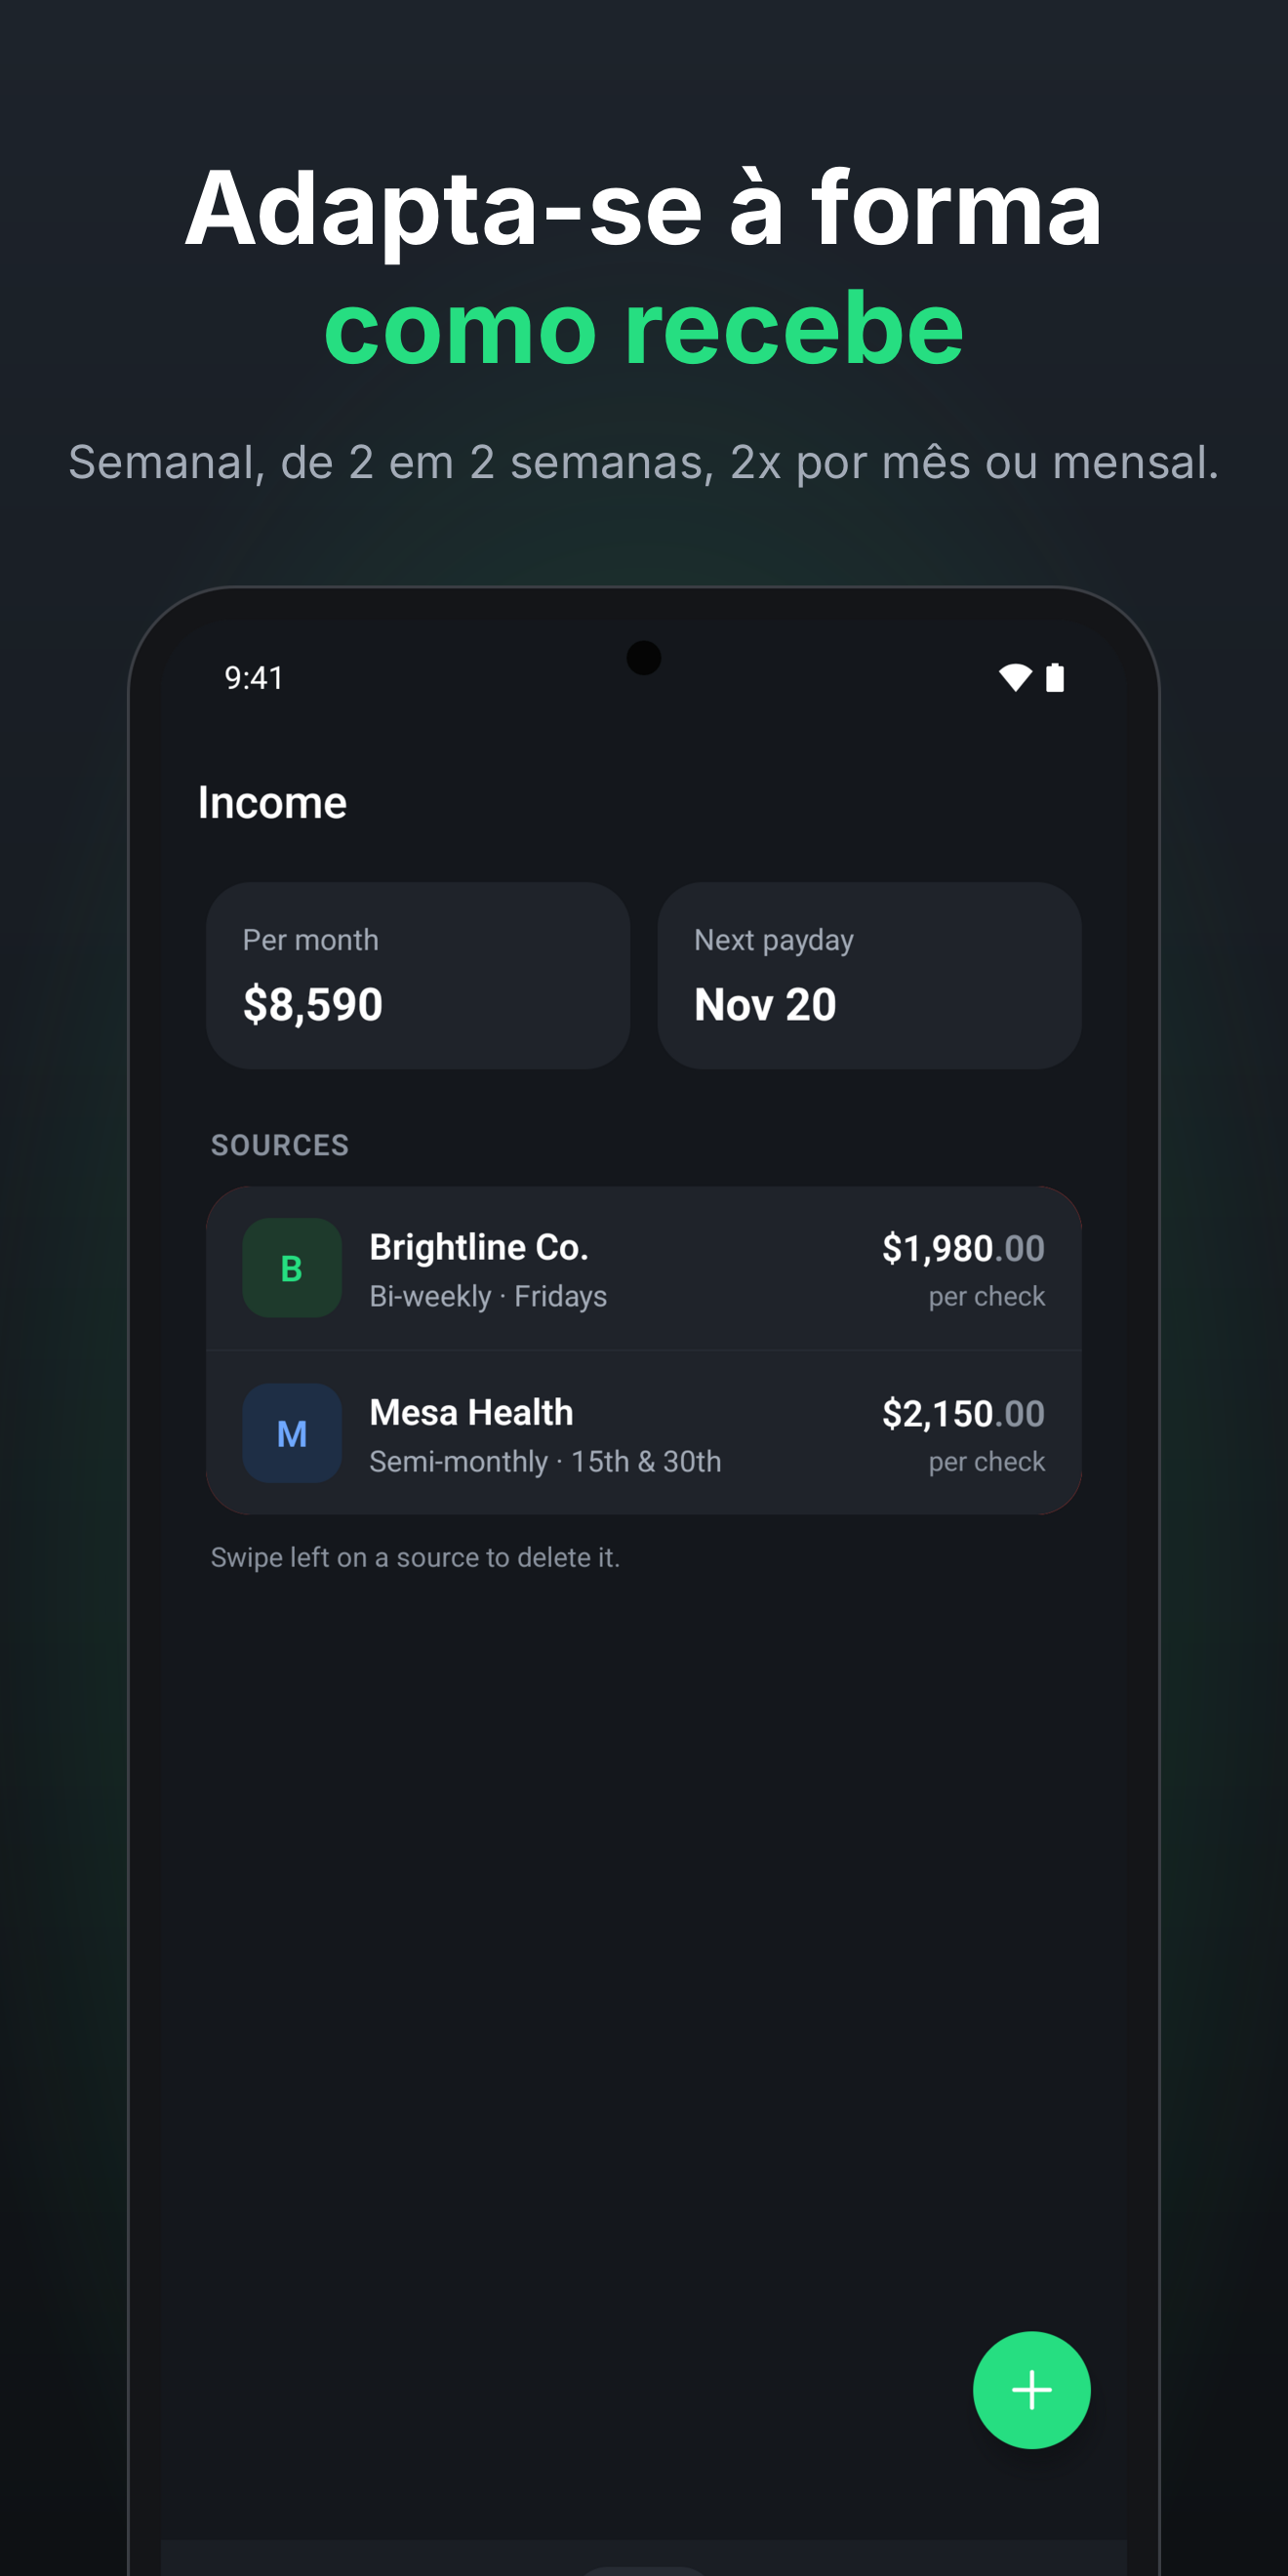 Adapta-se à forma
como recebe
Semanal, de 2 em 2 semanas, 2x por mês ou mensal.
9:41
Income
Per month
$8,590
Next payday
Nov 20
SOURCES
B
Brightline Co.
Bi-weekly · Fridays
$1,980.00
per check
M
Mesa Health
Semi-monthly · 15th & 30th
$2,150.00
per check
Swipe left on a source to delete it.